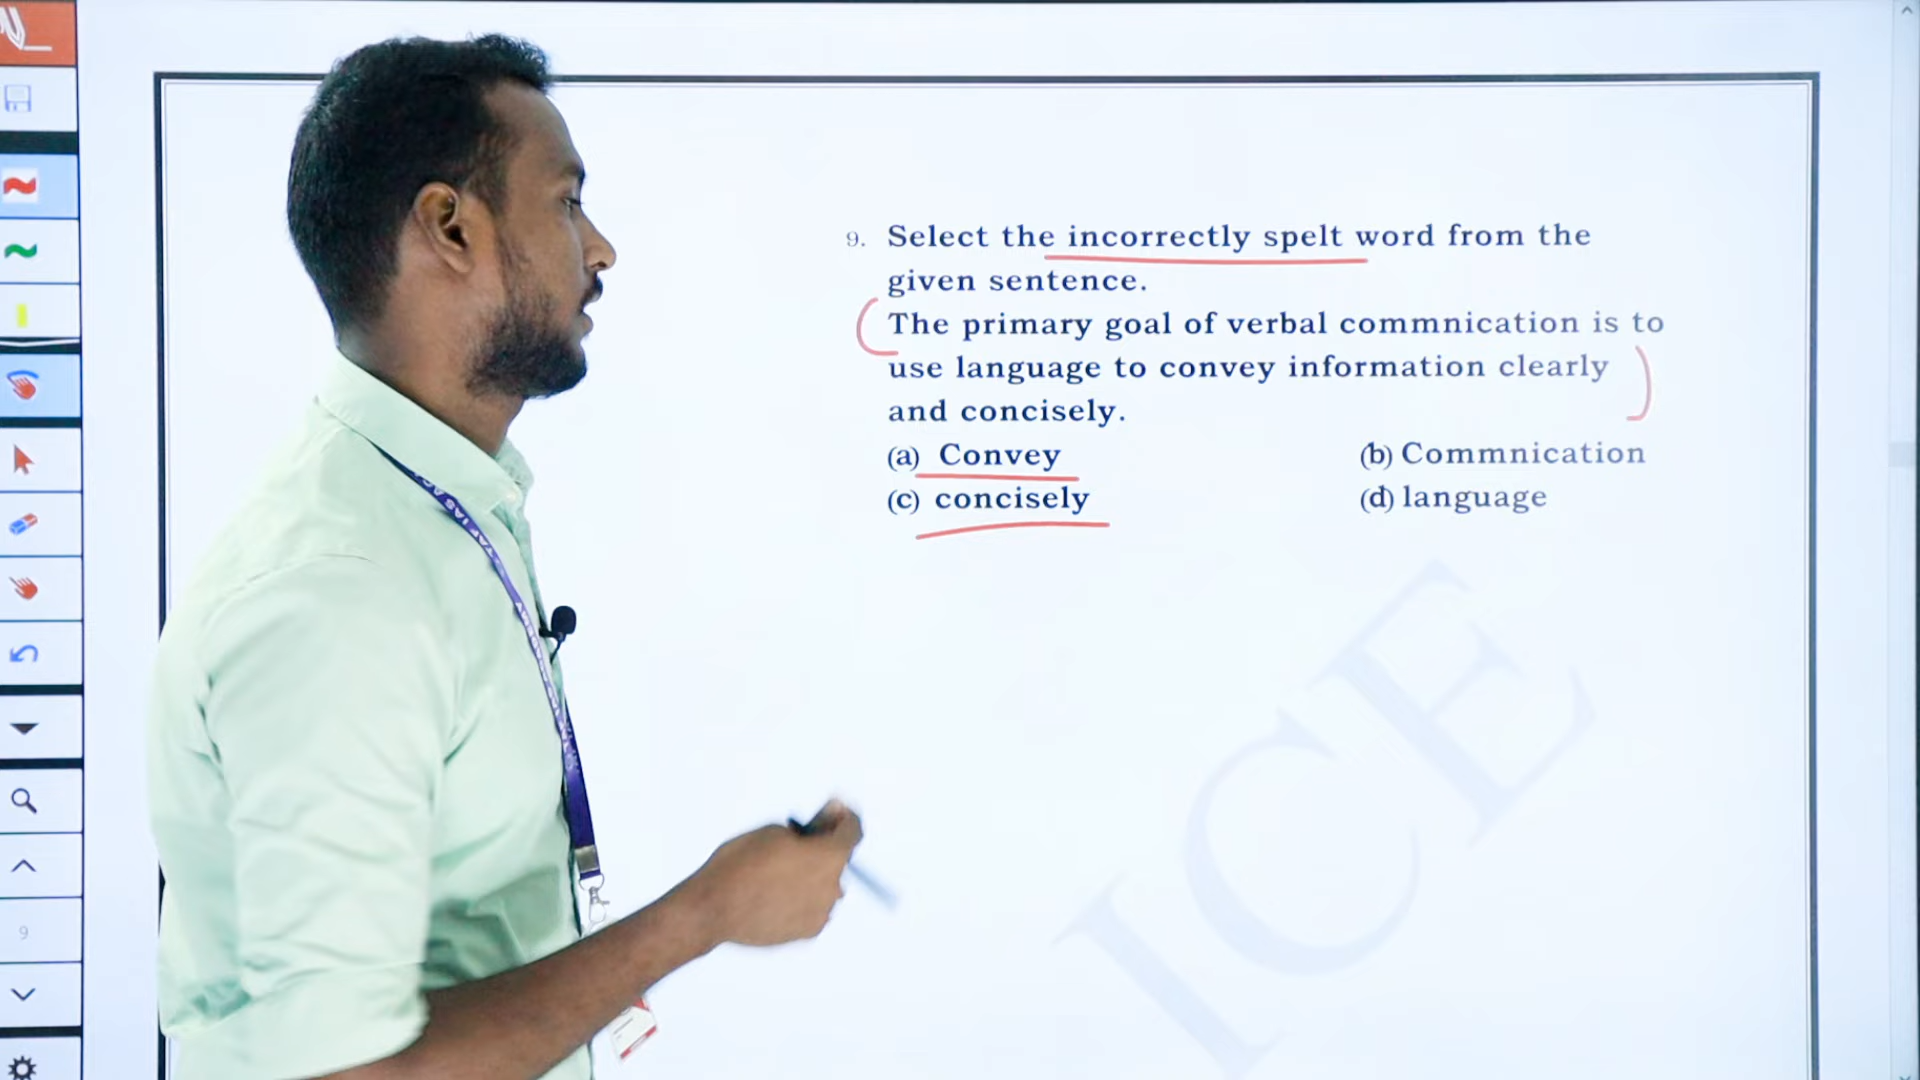 9. Select the incorrectly spelt word from the
given sentence.
The primary goal of verbal commnication is to
use language to convey information clearly
and concisely.
(a) Convey
(b) Commnication
(c) concisely
(d) language
ICE
9